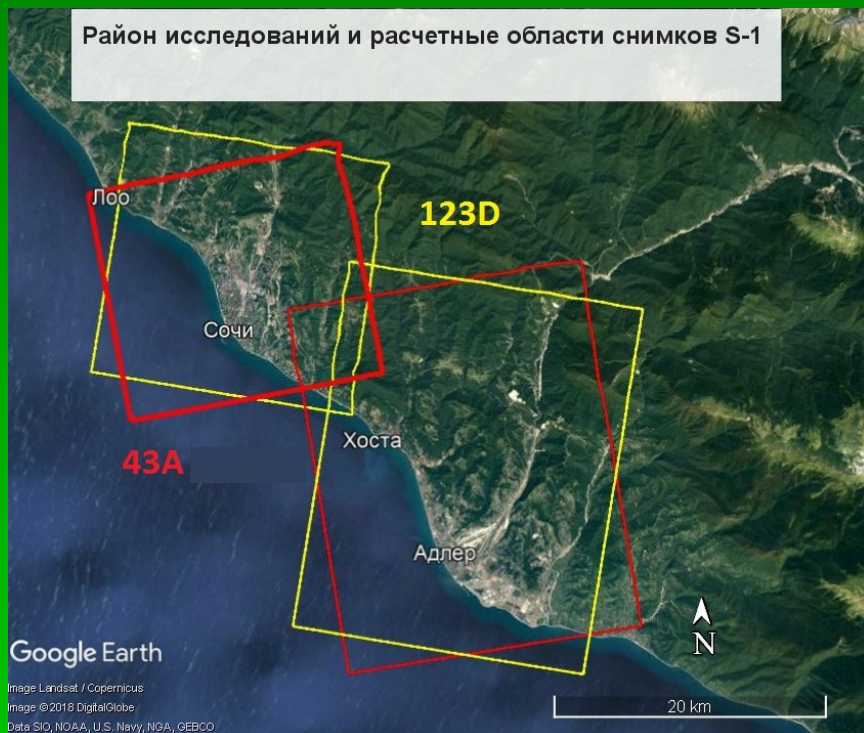 Район исследований и расчетные области снимков S-1
Лоо
123D
Сочи
Хоста
43A
Адлер
N
Google Earth
Image Landsat / Copernicus
Image © 2018 DigitalGlobe
Data SIO, NOAA, U.S. Navy, NGA, GEBCO
20 km